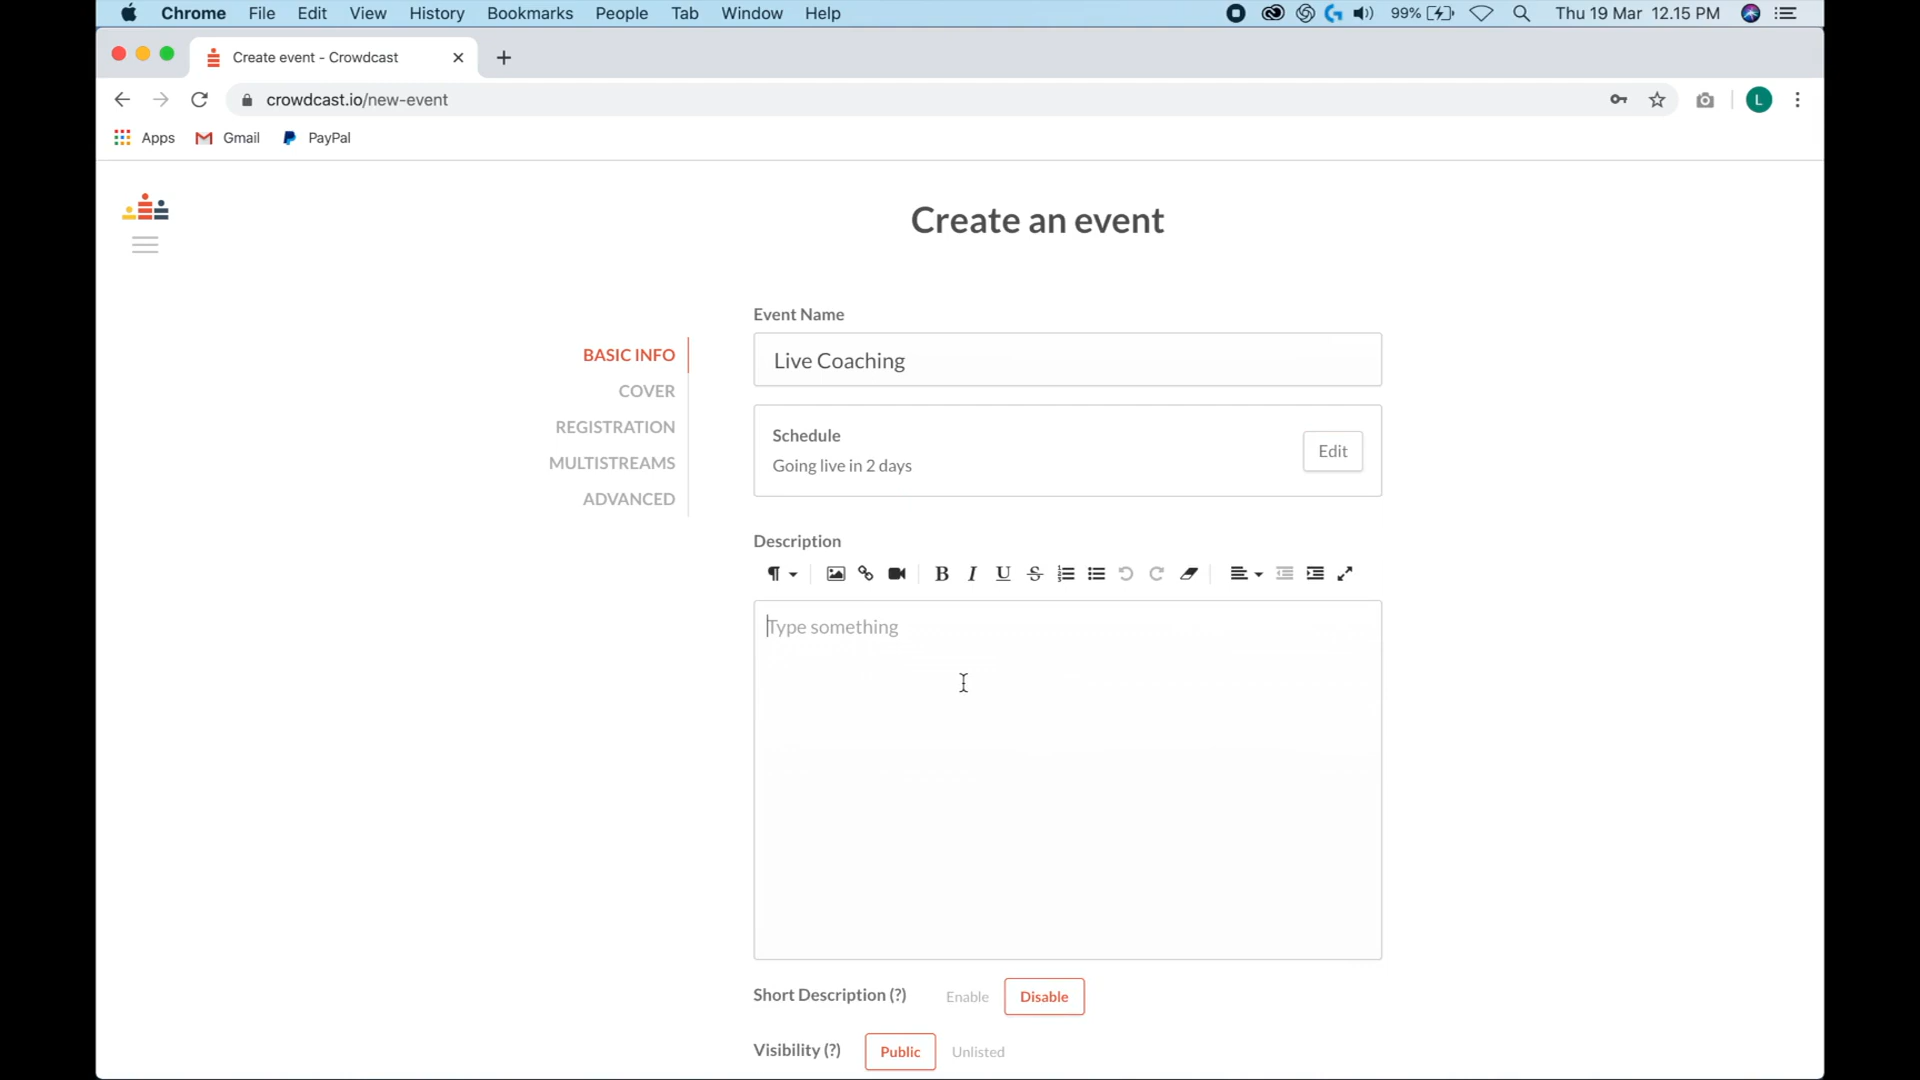 Chrome File Edit View History Bookmarks People Tab Window Help 99% Thu 19 Mar 12.15 PM
Create event - Crowdcast
crowdcast.io/new-event L
Apps Gmail PayPal
Create an event
Event Name
Live Coaching
BASIC INFO
COVER
REGISTRATION
MULTISTREAMS
ADVANCED
Schedule
Going live in 2 days
Edit
Description
B I U S
Type something
Short Description (?) Enable Disable
Visibility (?) Public Unlisted